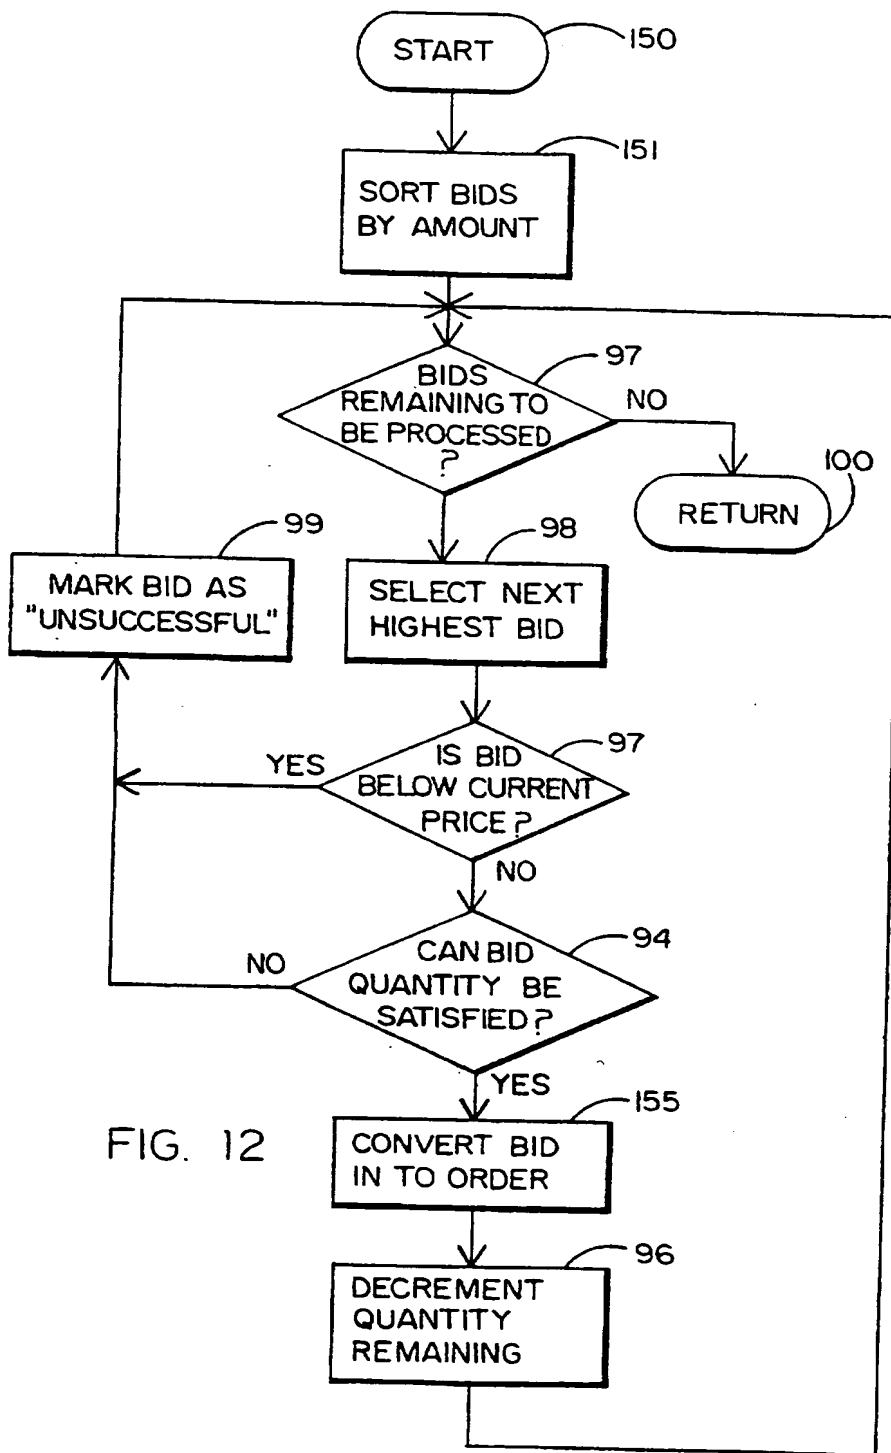 START
150
151
SORT BIDS
BY AMOUNT
97
BIDS
REMAINING TO
BE PROCESSED
?
NO
100
RETURN
99
MARK BID AS
"UNSUCCESSFUL"
98
SELECT NEXT
HIGHEST BID
97
YES
IS BID
BELOW CURRENT
PRICE?
NO
94
NO
CAN BID
QUANTITY BE
SATISFIED?
YES
155
FIG. 12
CONVERT BID
IN TO ORDER
96
DECREMENT
QUANTITY
REMAINING